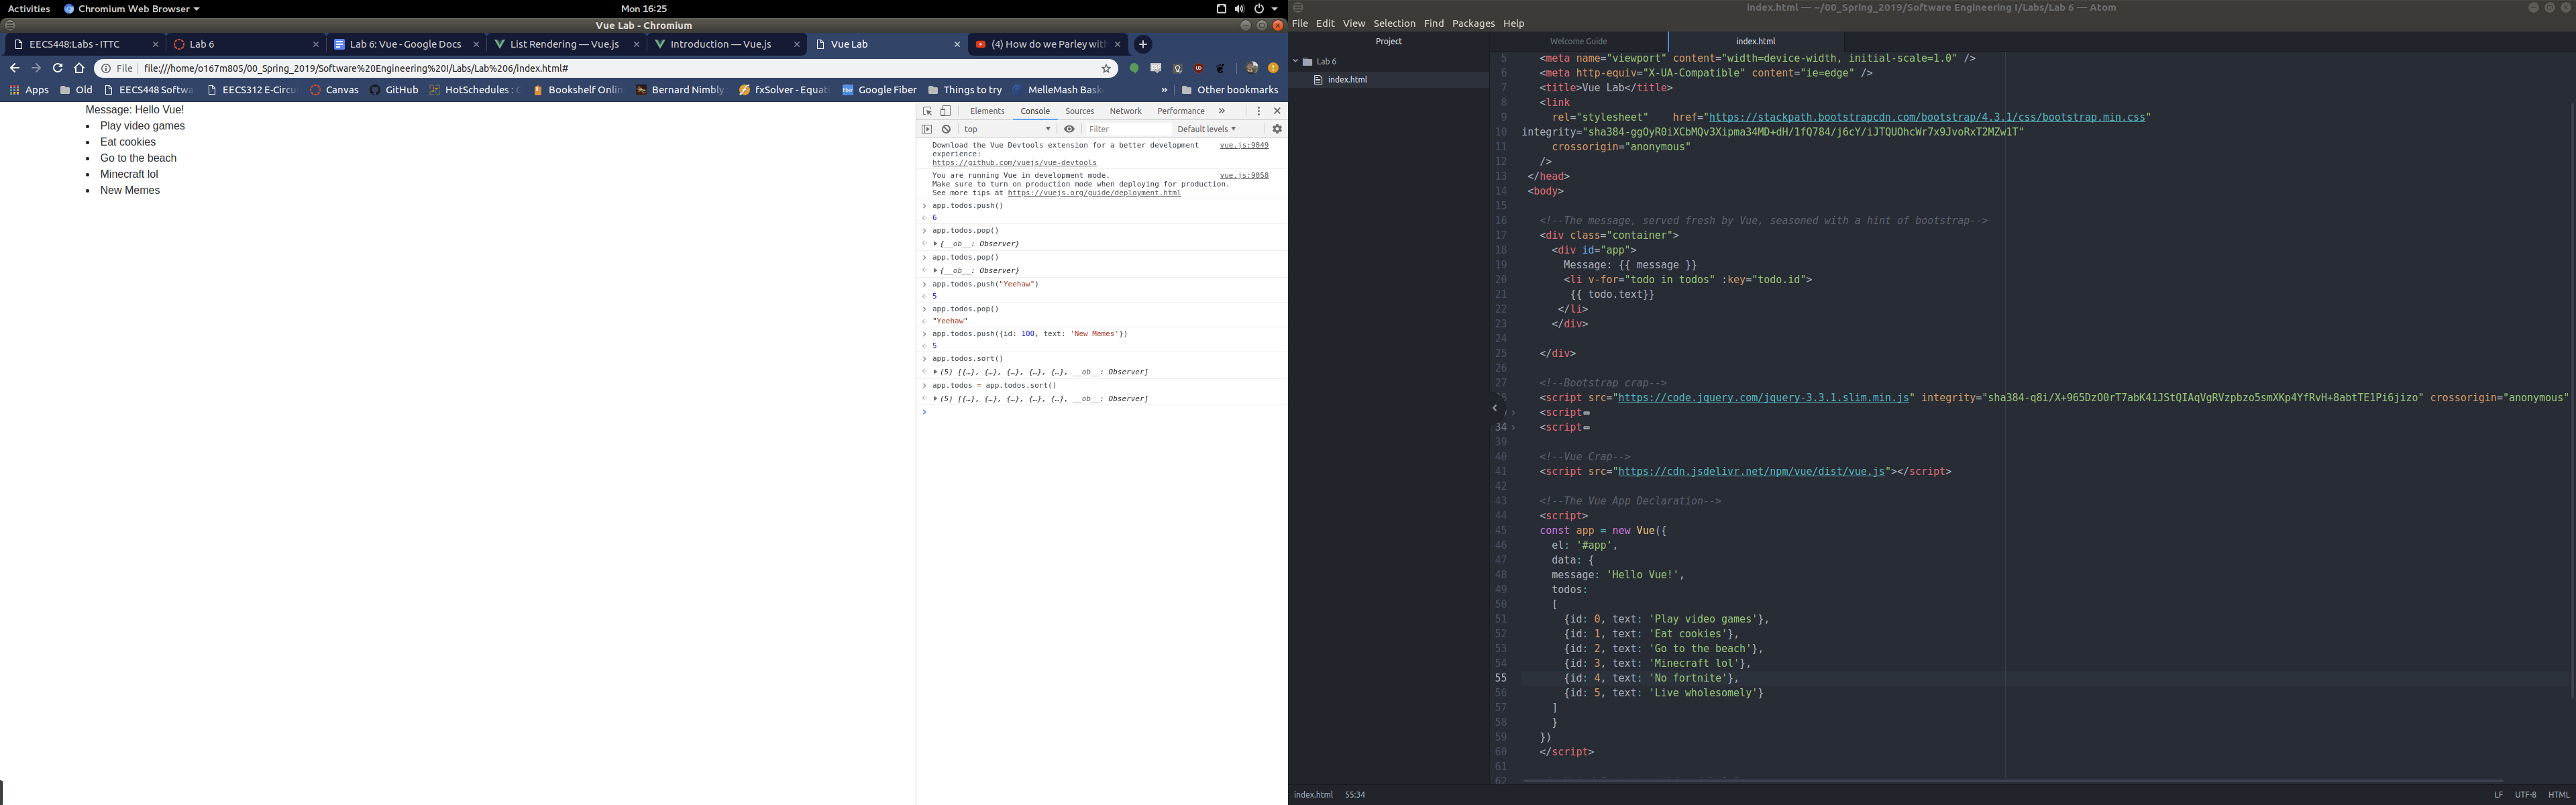 Activities Chromium Web Browser Mon 16:25
Vue Lab - Chromium
EECS448:Labs - ITTC Lab 6 Lab 6: Vue - Google Docs List Rendering — Vue.js Introduction — Vue.js Vue Lab (4) How do we Parley with
File file:///home/o167m805/00_Spring_2019/Software%20Engineering%20I/Labs/Lab%206/index.html#
Apps Old EECS448 Softwa EECS312 E-Circu Canvas GitHub HotSchedules : C Bookshelf Onlin Bernard Nimbly fxSolver - Equati Google Fiber Things to try MelleMash Bask » Other bookmarks
Message: Hello Vue!
• Play video games
• Eat cookies
• Go to the beach
• Minecraft lol
• New Memes
Elements Console Sources Network Performance »
top Filter Default levels
Download the Vue Devtools extension for a better development vue.js:9049
experience:
https://github.com/vuejs/vue-devtools
You are running Vue in development mode. vue.js:9058
Make sure to turn on production mode when deploying for production.
See more tips at https://vuejs.org/guide/deployment.html
app.todos.push()
6
app.todos.pop()
{__ob__: Observer}
app.todos.pop()
{__ob__: Observer}
app.todos.push("Yeehaw")
5
app.todos.pop()
"Yeehaw"
app.todos.push({id: 100, text: 'New Memes'})
5
app.todos.sort()
(5) [{…}, {…}, {…}, {…}, {…}, __ob__: Observer]
app.todos = app.todos.sort()
(5) [{…}, {…}, {…}, {…}, {…}, __ob__: Observer]
index.html — ~/00_Spring_2019/Software Engineering I/Labs/Lab 6 — Atom
File Edit View Selection Find Packages Help
Project Welcome Guide index.html
Lab 6
index.html
5 <meta name="viewport" content="width=device-width, initial-scale=1.0" />
6 <meta http-equiv="X-UA-Compatible" content="ie=edge" />
7 <title>Vue Lab</title>
8 <link
9 rel="stylesheet" href="https://stackpath.bootstrapcdn.com/bootstrap/4.3.1/css/bootstrap.min.css"
10 integrity="sha384-ggOyR0iXCbMQv3Xipma34MD+dH/1fQ784/j6cY/iJTQUOhcWr7x9JvoRxT2MZw1T"
11 crossorigin="anonymous"
12 />
13 </head>
14 <body>
15
16 <!--The message, served fresh by Vue, seasoned with a hint of bootstrap-->
17 <div class="container">
18 <div id="app">
19 Message: {{ message }}
20 <li v-for="todo in todos" :key="todo.id">
21 {{ todo.text}}
22 </li>
23 </div>
24
25 </div>
26
27 <!--Bootstrap crap-->
<script src="https://code.jquery.com/jquery-3.3.1.slim.min.js" integrity="sha384-q8i/X+965DzO0rT7abK41JStQIAqVgRVzpbzo5smXKp4YfRvH+8abtTE1Pi6jizo" crossorigin="anonymous"
<script
34 <script
39
40 <!--Vue Crap-->
41 <script src="https://cdn.jsdelivr.net/npm/vue/dist/vue.js"></script>
42
43 <!--The Vue App Declaration-->
44 <script>
45 const app = new Vue({
46 el: '#app',
47 data: {
48 message: 'Hello Vue!',
49 todos:
50 [
51 {id: 0, text: 'Play video games'},
52 {id: 1, text: 'Eat cookies'},
53 {id: 2, text: 'Go to the beach'},
54 {id: 3, text: 'Minecraft lol'},
55 {id: 4, text: 'No fortnite'},
56 {id: 5, text: 'Live wholesomely'}
57 ]
58 }
59 })
60 </script>
61
62
index.html 55:34 LF UTF-8 HTML